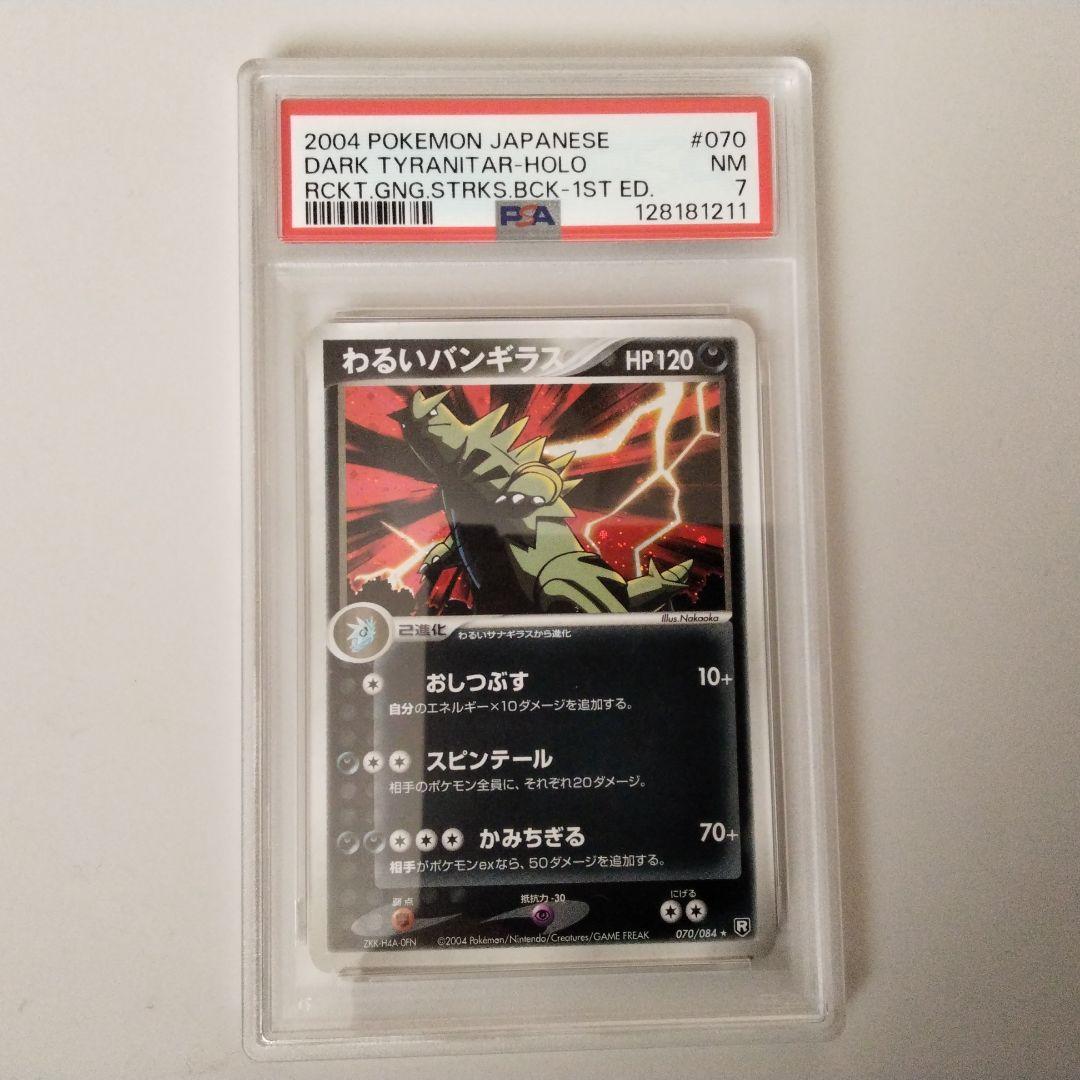 2004 POKEMON JAPANESE #070
DARK TYRANITAR-HOLO NM
RCKT.GNG.STRKS.BCK-1ST ED. 7
PSA 128181211
わるいバンギラス HP120
Illus. Nakaoka
2進化 わるいサナギラスから進化
おしつぶす 10+
自分のエネルギー×10ダメージを追加する。
スピンテール
相手のポケモン全員に、それぞれ20ダメージ。
かみちぎる 70+
相手がポケモンexなら、50ダメージを追加する。
弱点 抵抗力 -30 にげる
ZKK-H4A-0FN ©2004 Pokémon/Nintendo/Creatures/GAME FREAK 070/084 ★ R